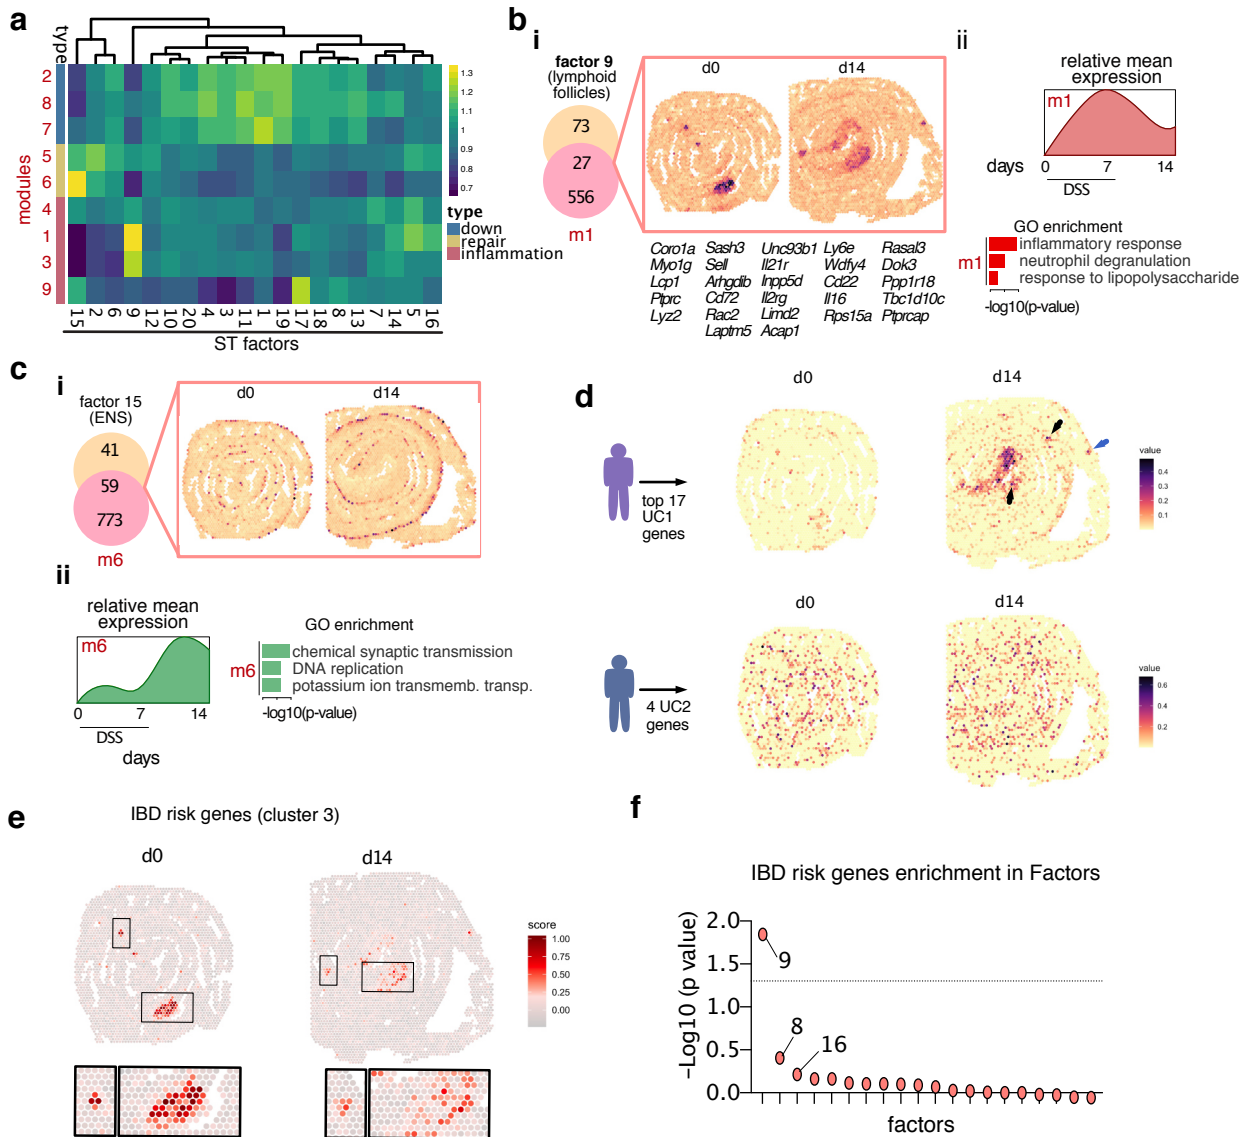 a
type
2
8
7
5
6
4
1
3
9
modules
1.3
1.2
1.1
1.0
0.9
0.8
0.7
type
down
repair
inflammation
15 2 6 9 12 10 20 4 3 11 1 19 17 18 8 13 7 14 5 16
ST factors
b
i
factor 9
(lymphoid
follicles)
73
27
556
m1
d0
d14
Coro1a Sash3 Unc93b1 Ly6e Rasal3
Myo1g Sell Il21r Wdfy4 Dok3
Lcp1 Arhgdib Inpp5d Cd22 Ppp1r18
Ptprc Cd72 Il2rg Il16 Tbc1d10c
Lyz2 Rac2 Limd2 Rps15a Ptprcap
Laptm5 Acap1
ii
relative mean
expression
m1
days
0 7 14
DSS
GO enrichment
m1
inflammatory response
neutrophil degranulation
response to lipopolysaccharide
-log10(p-value)
c
i
factor 15
(ENS)
41
59
773
m6
d0
d14
ii
relative mean
expression
m6
0 7 14
DSS
days
GO enrichment
m6
chemical synaptic transmission
DNA replication
potassium ion transmemb. transp.
-log10(p-value)
d
d0
d14
top 17
UC1
genes
value
0.4
0.3
0.2
0.1
d0
d14
4 UC2
genes
value
0.6
0.4
0.2
e
IBD risk genes (cluster 3)
d0
d14
score
1.00
0.75
0.50
0.25
0.00
f
IBD risk genes enrichment in Factors
−Log10 (p value)
2.0
1.5
1.0
0.5
0.0
9
8
16
factors